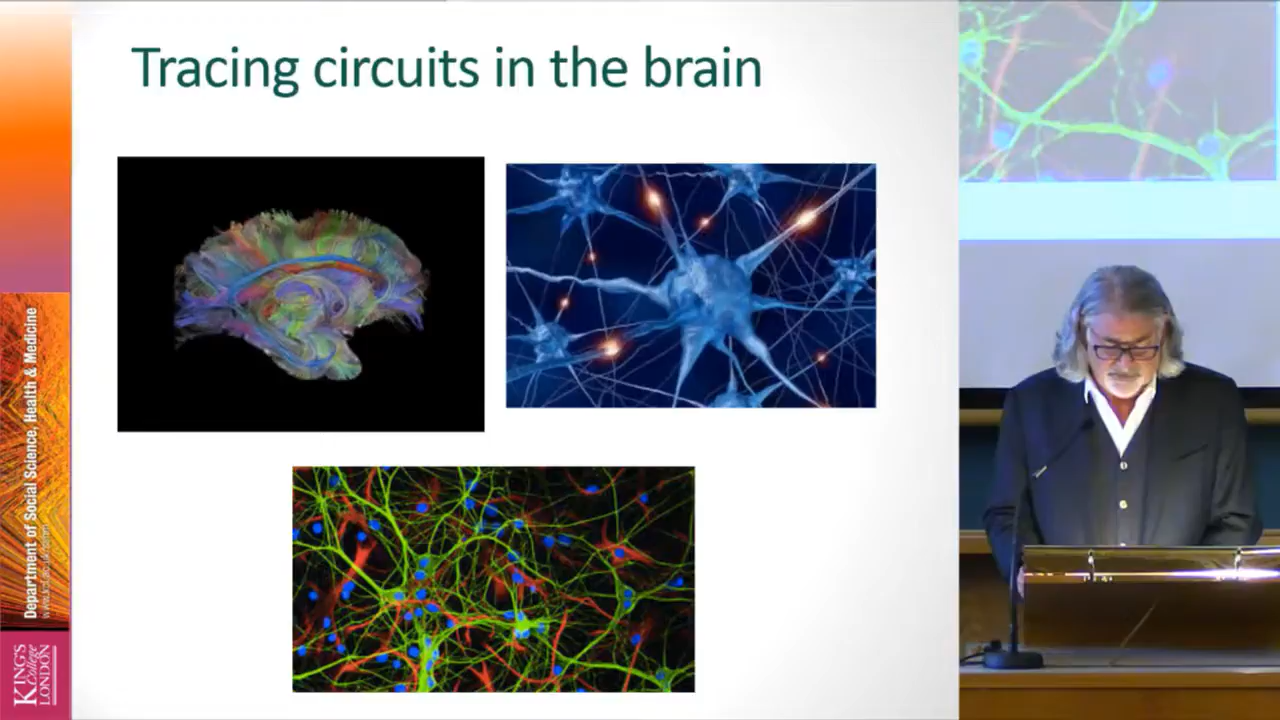 Tracing circuits in the brain
Department of Social Science, Health & Medicine
KING'S
College
LONDON